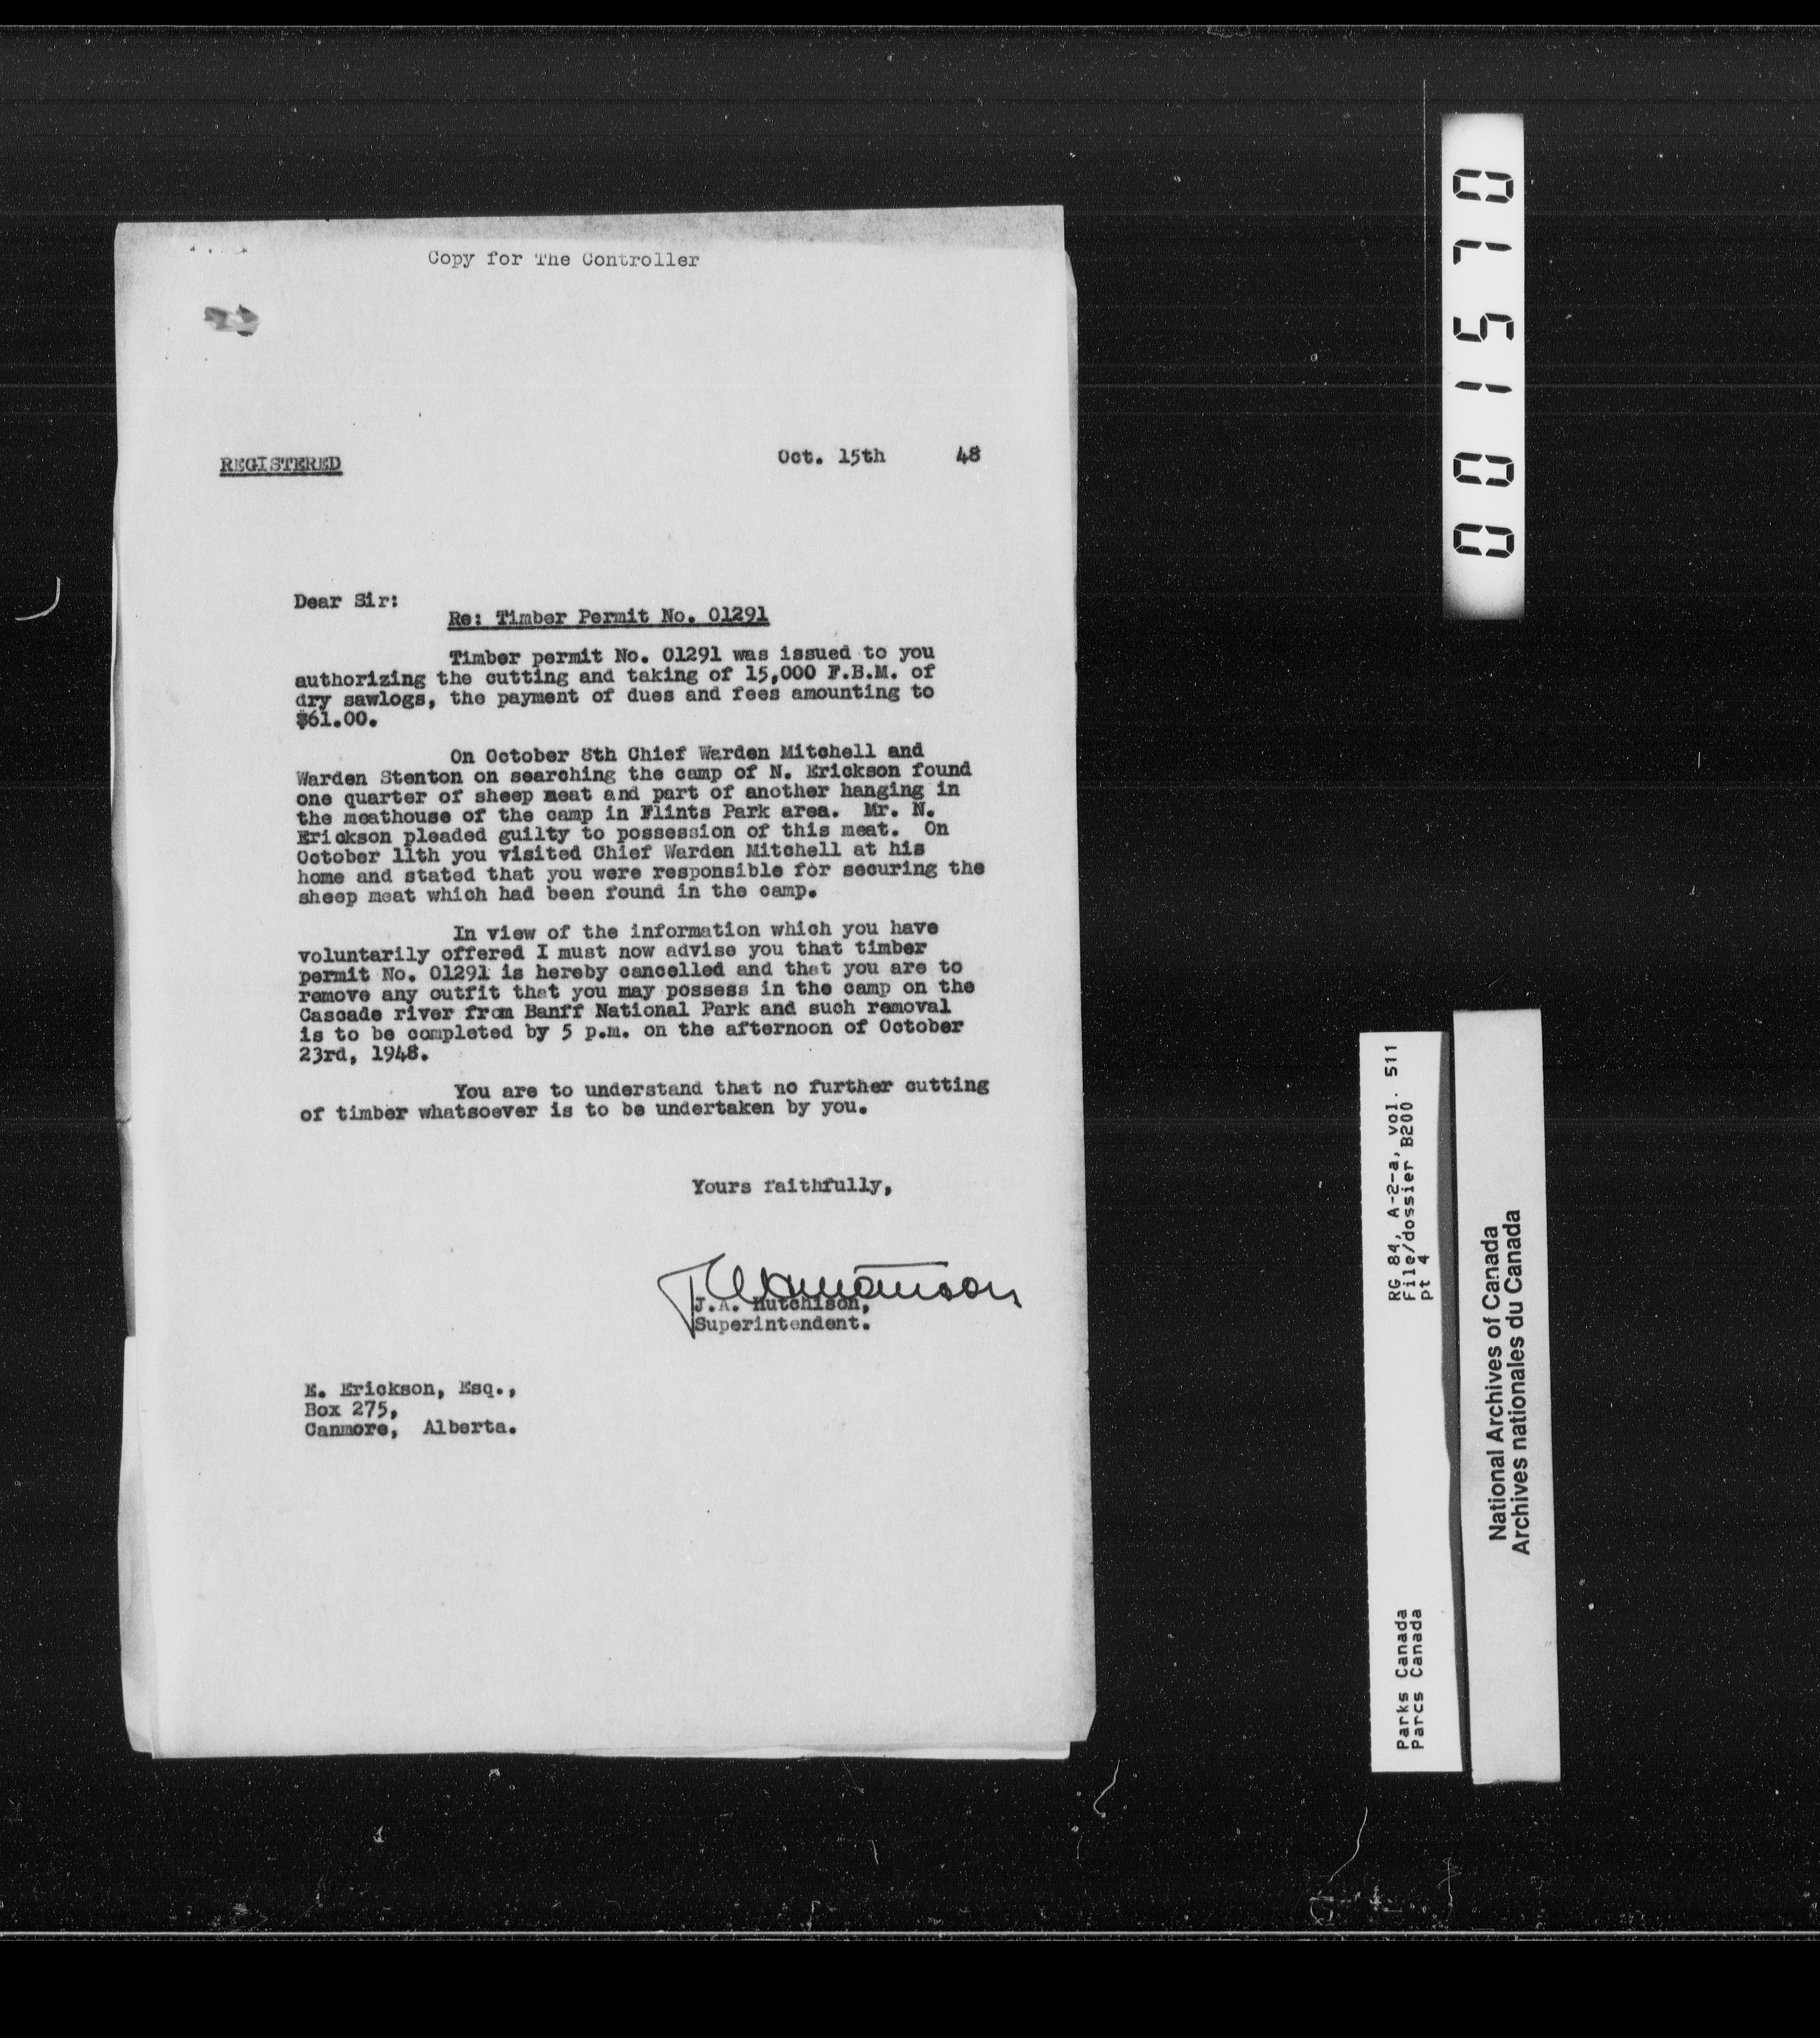 Copy for The Controller
REGISTERED
Oct. 15th 48
Dear Sir:
Re: Timber Permit No. 01291
Timber permit No. 01291 was issued to you
authorizing the cutting and taking of 15,000 F.B.M. of
dry sawlogs, the payment of dues and fees amounting to
$61.00.
On October 8th Chief Warden Mitchell and
Warden Stenton on searching the camp of N. Erickson found
one quarter of sheep meat and part of another hanging in
the meathouse of the camp in Flints Park area. Mr. N.
Erickson pleaded guilty to possession of this meat. On
October 11th you visited Chief Warden Mitchell at his
home and stated that you were responsible for securing the
sheep meat which had been found in the camp.
In view of the information which you have
voluntarily offered I must now advise you that timber
permit No. 01291 is hereby cancelled and that you are to
remove any outfit that you may possess in the camp on the
Cascade river from Banff National Park and such removal
is to be completed by 5 p.m. on the afternoon of October
23rd, 1948.
You are to understand that no further cutting
of timber whatsoever is to be undertaken by you.
Yours faithfully,
J.A. Hutchison,
Superintendent.
E. Erickson, Esq.,
Box 275,
Canmore, Alberta.
001570
Parks Canada RG 84, A-2-a, vol. 511
Parcs Canada File/dossier B200
pt 4
National Archives of Canada
Archives nationales du Canada